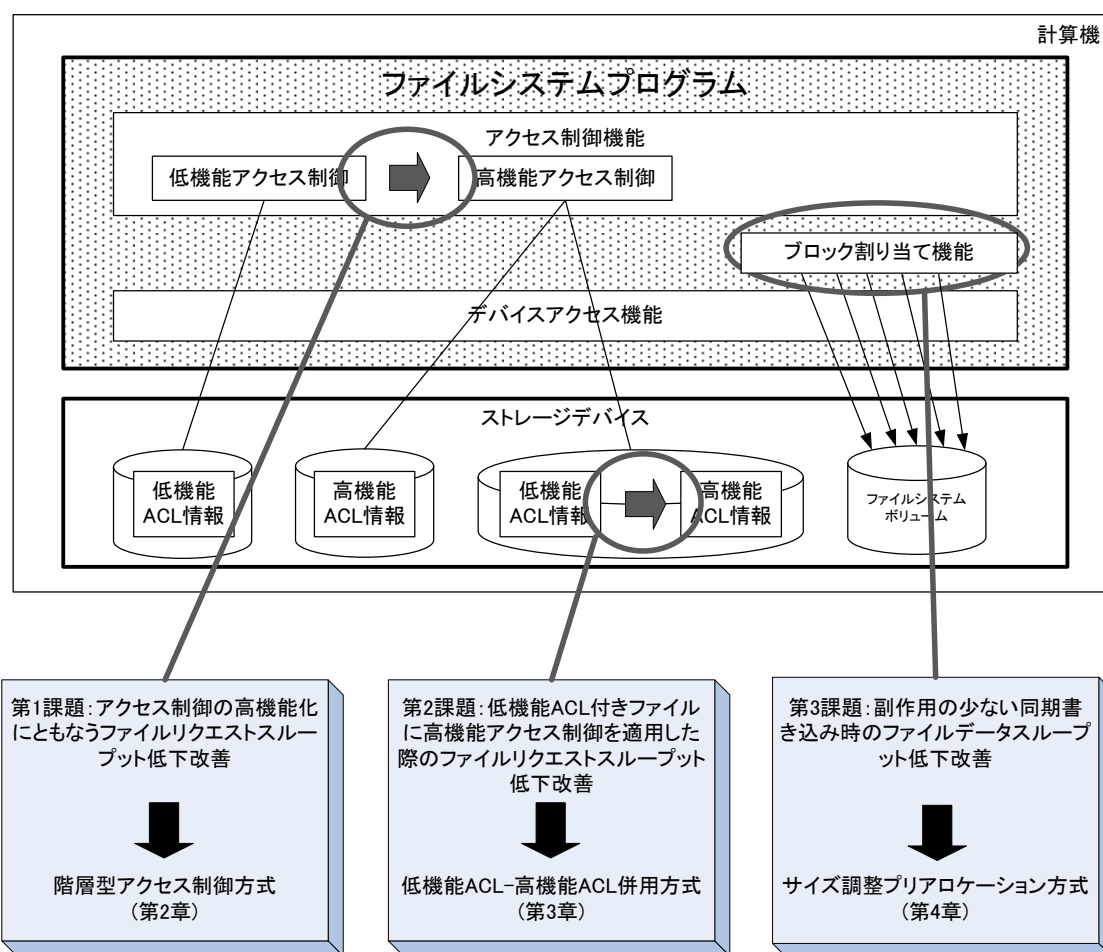 計算機
ファイルシステムプログラム
アクセス制御機能
低機能アクセス制御
高機能アクセス制御
ブロック割り当て機能
デバイスアクセス機能
ストレージデバイス
低機能
ACL情報
高機能
ACL情報
低機能
ACL情報
高機能
ACL情報
ファイルシステム
ボリューム
第1課題:アクセス制御の高機能化
にともなうファイルリクエストスルー
プット低下改善
階層型アクセス制御方式
(第2章)
第2課題:低機能ACL付きファイル
に高機能アクセス制御を適用した
際のファイルリクエストスループット
低下改善
低機能ACL-高機能ACL併用方式
(第3章)
第3課題:副作用の少ない同期書
き込み時のファイルデータスループ
ット低下改善
サイズ調整プリアロケーション方式
(第4章)